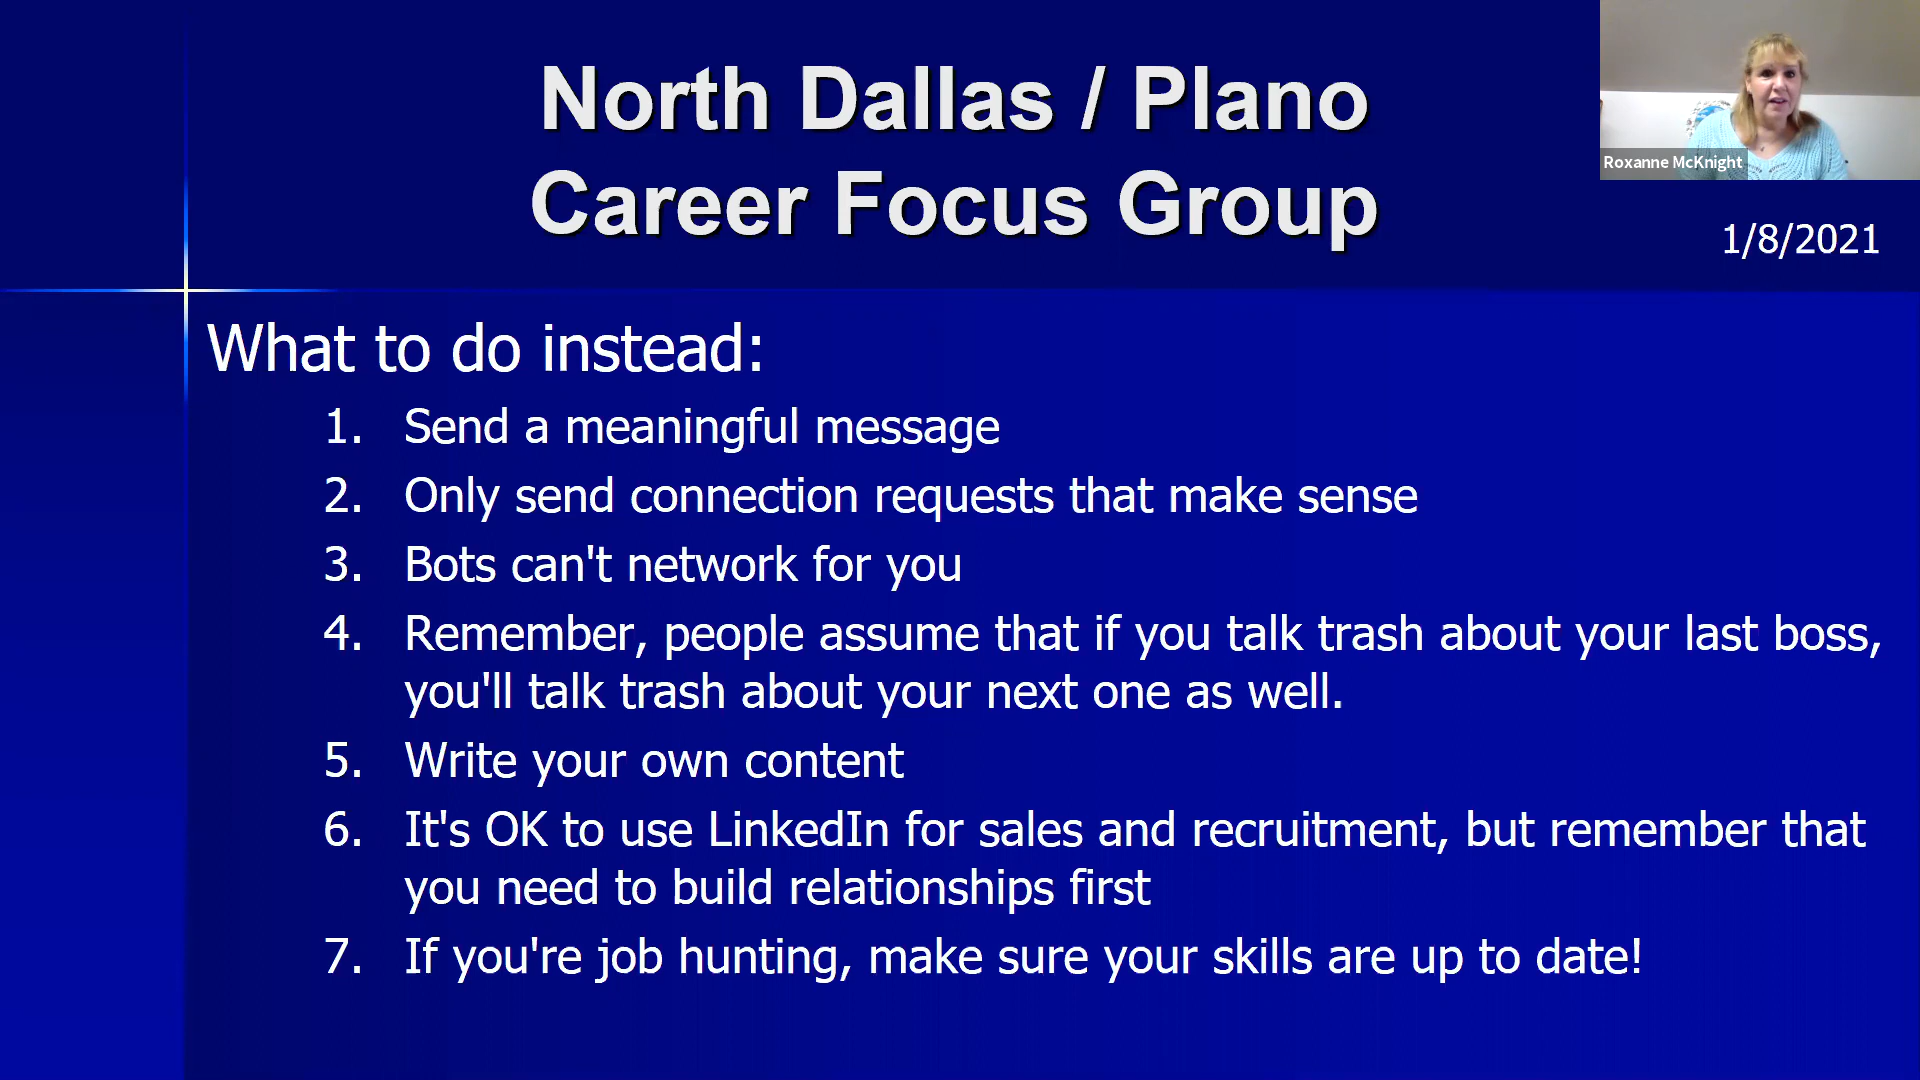 North Dallas / Plano
Career Focus Group
Roxanne McKnight
1/8/2021
What to do instead:
1. Send a meaningful message
2. Only send connection requests that make sense
3. Bots can't network for you
4. Remember, people assume that if you talk trash about your last boss,
you'll talk trash about your next one as well.
5. Write your own content
6. It's OK to use LinkedIn for sales and recruitment, but remember that
you need to build relationships first
7. If you're job hunting, make sure your skills are up to date!